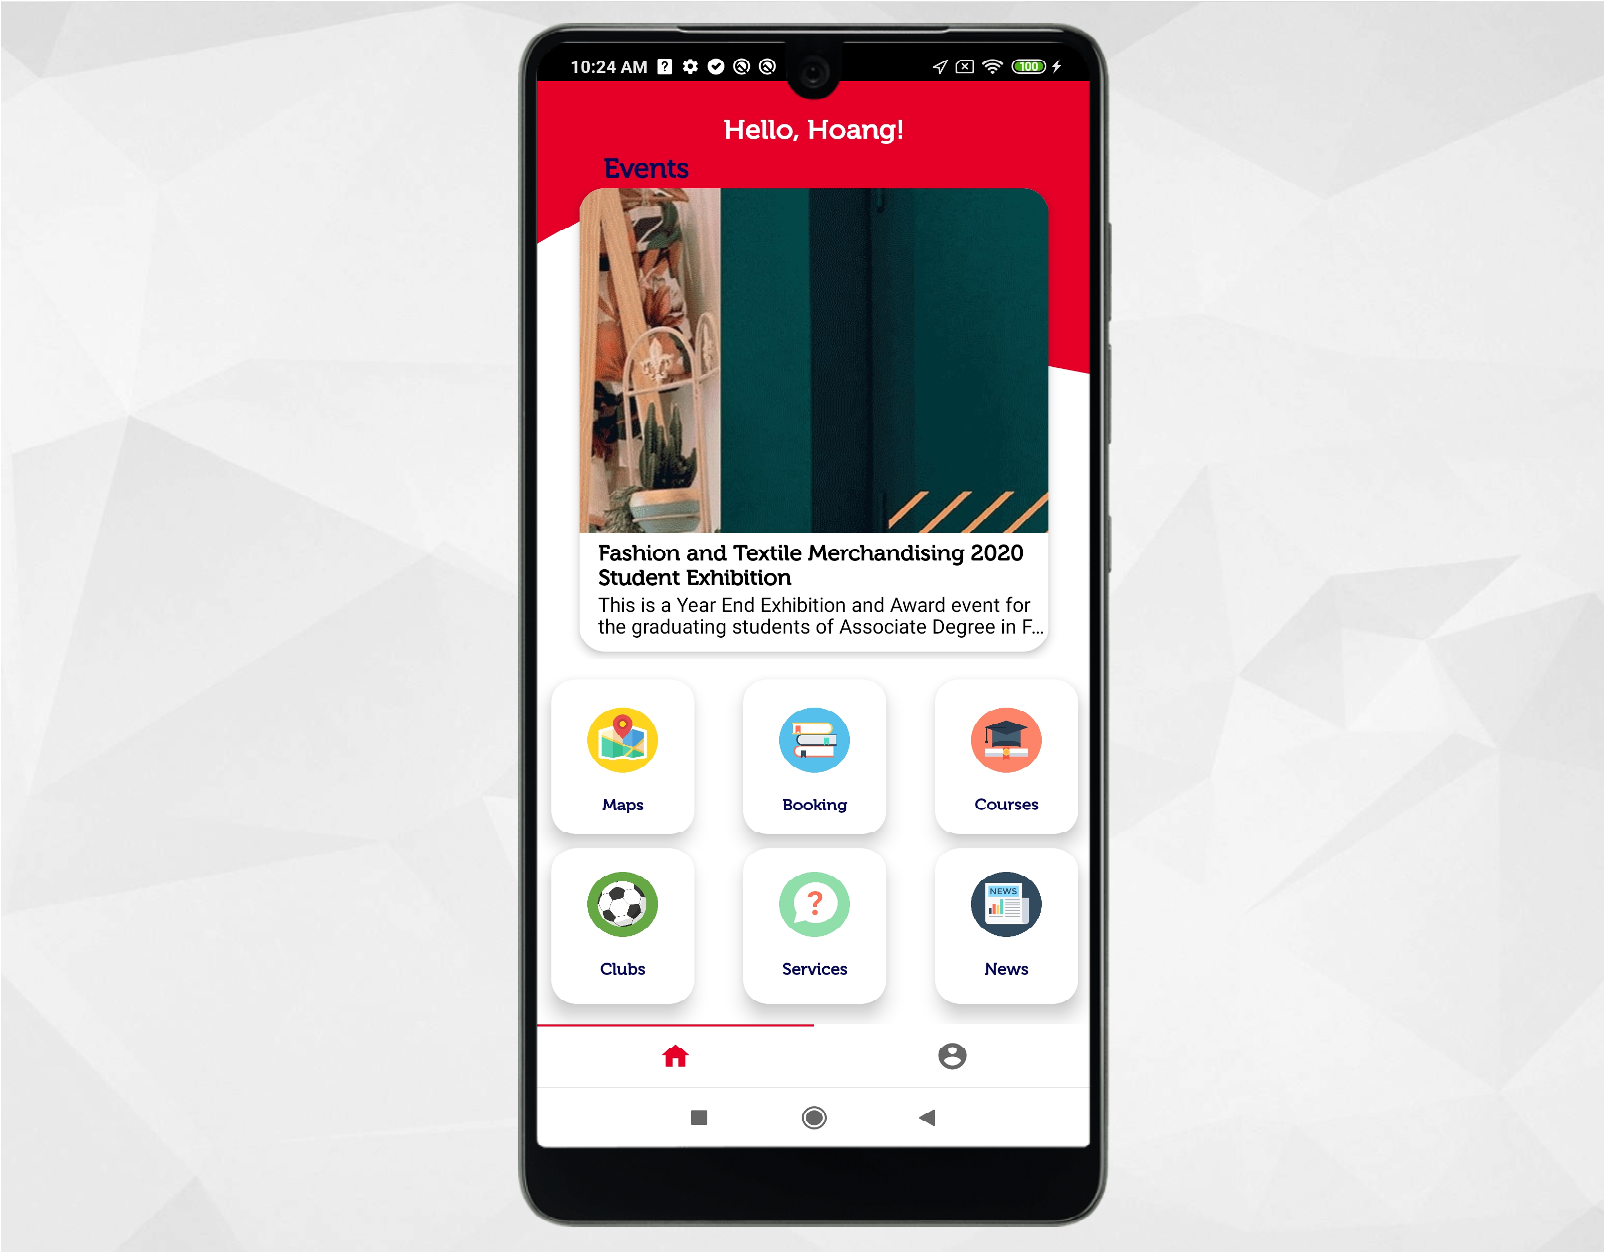 10:24 AM
100
Hello, Hoang!
Events
Fashion and Textile Merchandising 2020
Student Exhibition
This is a Year End Exhibition and Award event for
the graduating students of Associate Degree in F...
Maps
Booking
Courses
?
NEWS
Clubs
Services
News